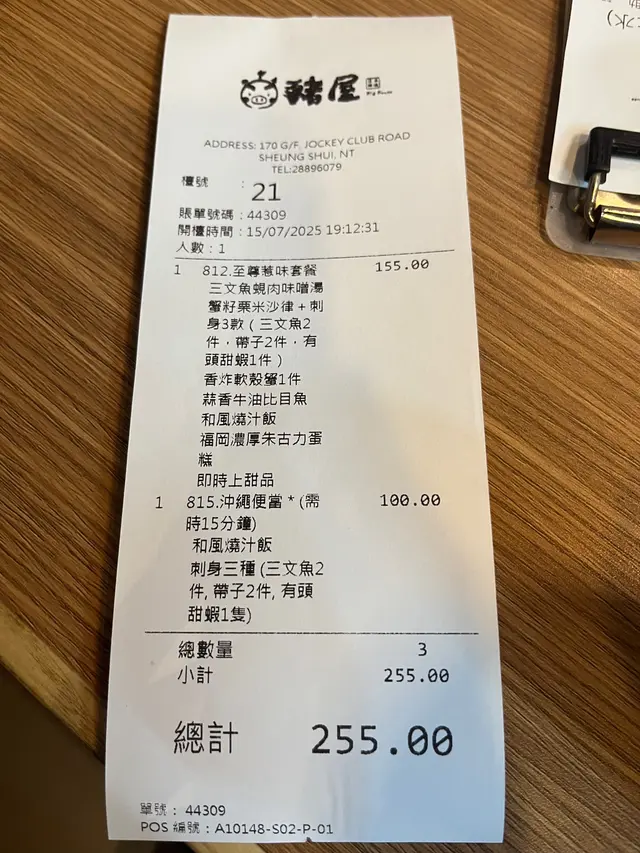 豬屋
ADDRESS: 170 G/F, JOCKEY CLUB ROAD
SHEUNG SHUI, NT
TEL:28896079
檯號 : 21
賬單號碼 : 44309
開檯時間 : 15/07/2025 19:12:31
人數 : 1
1 812.至尊惹味套餐 155.00
三文魚蜆肉味噌湯
蟹籽粟米沙律＋刺
身3款（三文魚2
件，帶子2件，有
頭甜蝦1件）
香炸軟殼蟹1件
蒜香牛油比目魚
和風燒汁飯
福岡濃厚朱古力蛋
糕
即時上甜品
1 815.沖繩便當 * (需 100.00
時15分鐘)
和風燒汁飯
刺身三種 (三文魚2
件, 帶子2件, 有頭
甜蝦1隻)
總數量 3
小計 255.00
總計 255.00
單號： 44309
POS 編號：A10148-S02-P-01
水）